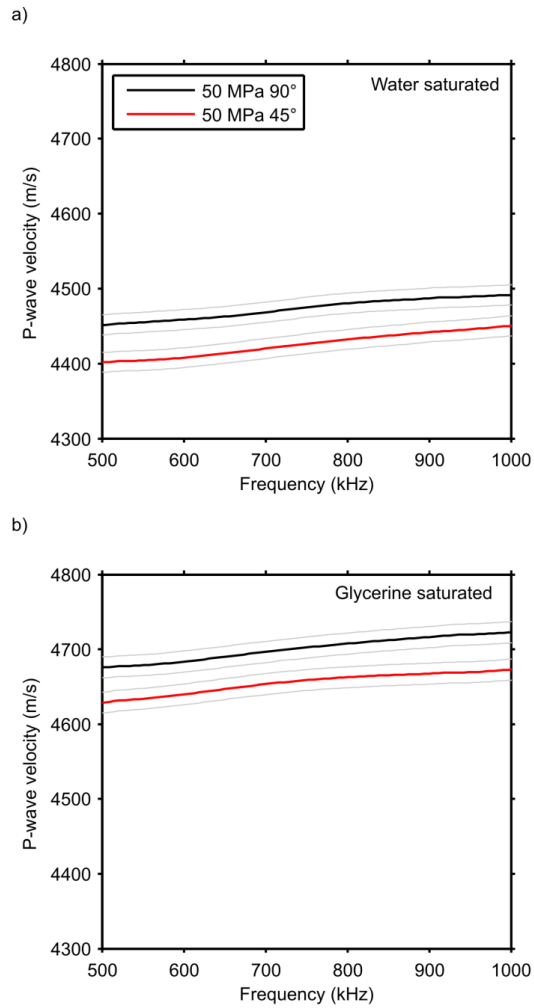 a)
4800
4700
4600
4500
4400
4300
P-wave velocity (m/s)
50 MPa 90°
50 MPa 45°
Water saturated
500 600 700 800 900 1000
Frequency (kHz)
b)
4800
4700
4600
4500
4400
4300
P-wave velocity (m/s)
Glycerine saturated
500 600 700 800 900 1000
Frequency (kHz)